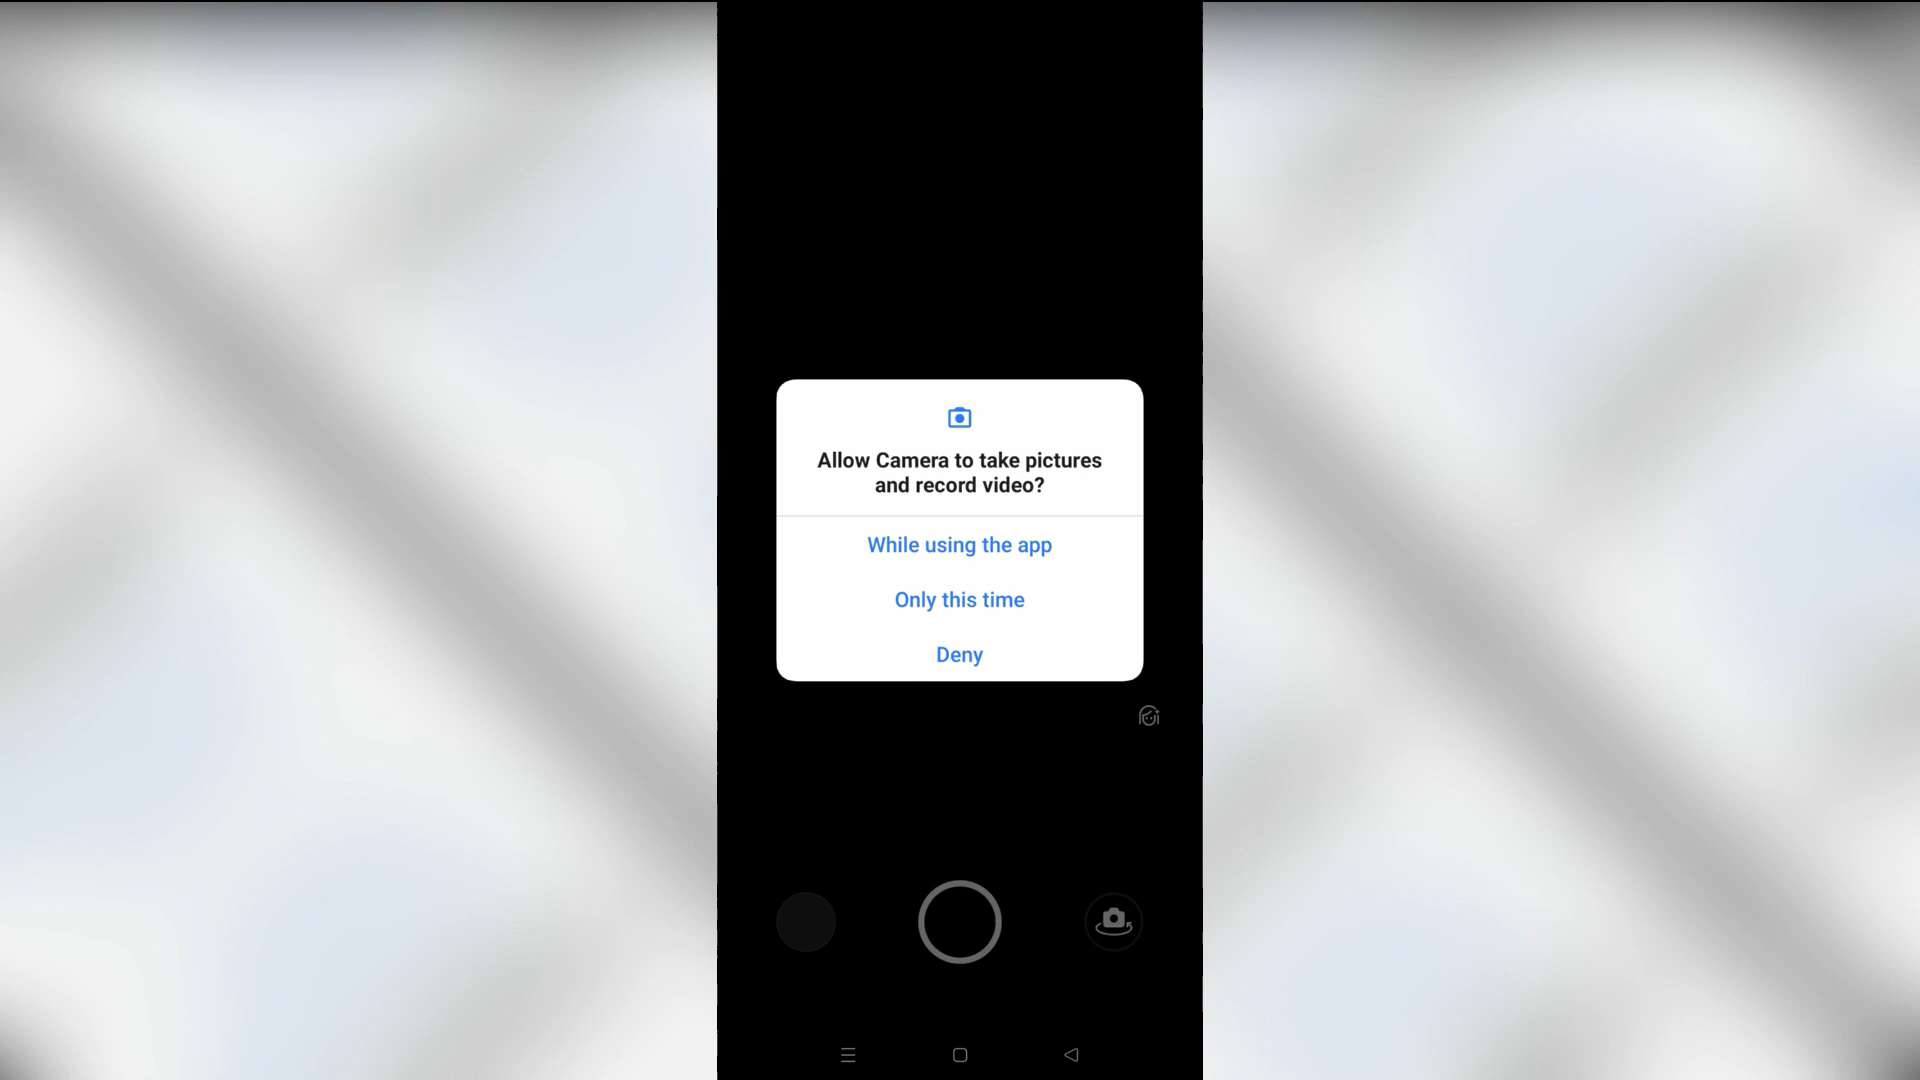 Allow Camera to take pictures
and record video?
While using the app
Only this time
Deny